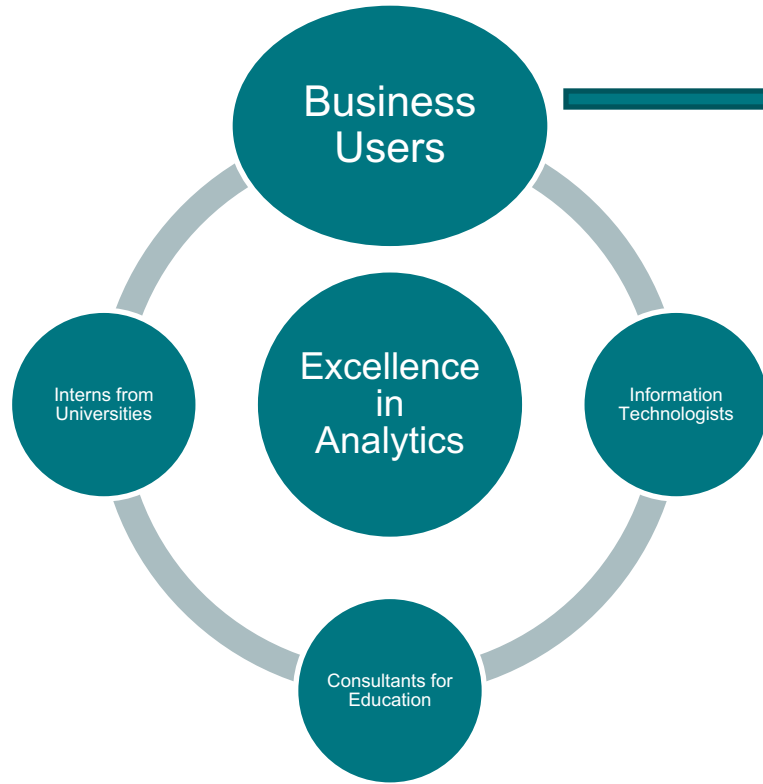 Business
Users
Excellence
in
Analytics
Interns from
Universities
Information
Technologists
Consultants for
Education